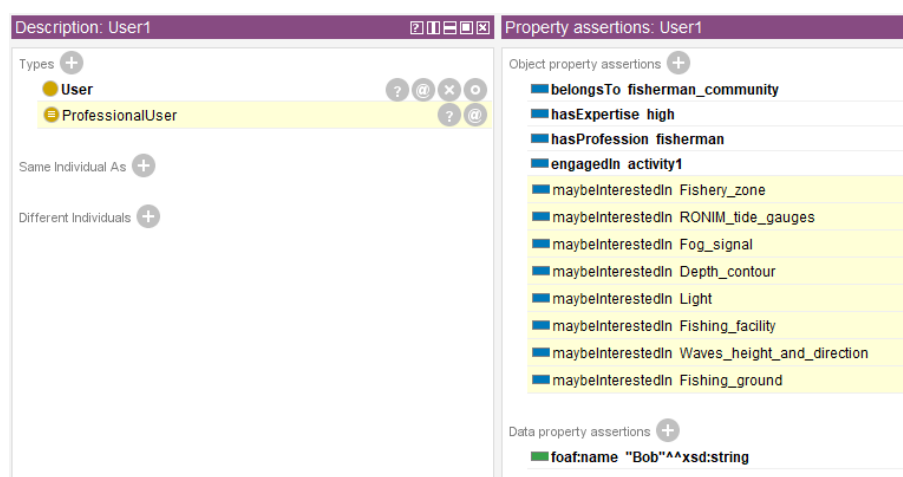 Description: User1
Types
User
ProfessionalUser
Same Individual As
Different Individuals
Property assertions: User1
Object property assertions
belongsTo fisherman_community
hasExpertise high
hasProfession fisherman
engagedIn activity1
maybeInterestedIn Fishery_zone
maybeInterestedIn RONIM_tide_gauges
maybeInterestedIn Fog_signal
maybeInterestedIn Depth_contour
maybeInterestedIn Light
maybeInterestedIn Fishing_facility
maybeInterestedIn Waves_height_and_direction
maybeInterestedIn Fishing_ground
Data property assertions
foaf:name "Bob"^^xsd:string